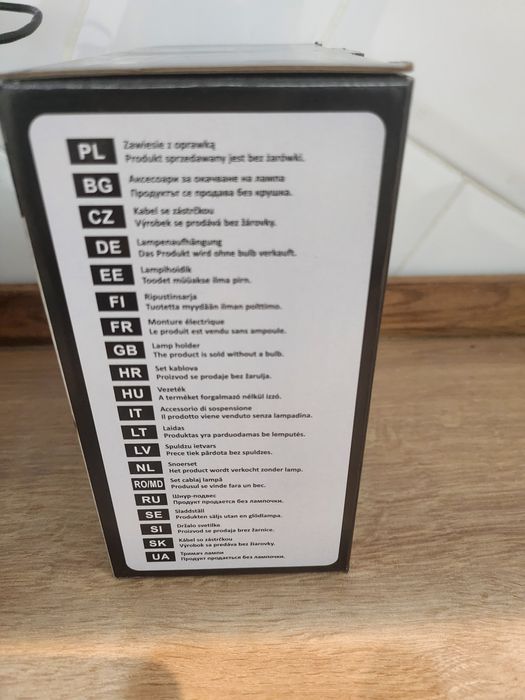 PL Zawiesie z oprawką
Produkt sprzedawany jest bez żarówki.
BG Аксесоари за окачване на лампа
Продуктът се продава без крушка.
CZ Kabel se zástrčkou
Výrobek se prodává bez žárovky.
DE Lampenaufhängung
Das Produkt wird ohne bulb verkauft.
EE Lampihoidik
Toodet müüakse ilma pirn.
FI Ripustinsarja
Tuotetta myydään ilman polttimo.
FR Monture électrique
Le produit est vendu sans ampoule.
GB Lamp holder
The product is sold without a bulb.
HR Set kablova
Proizvod se prodaje bez žarulja.
HU Vezeték
A terméket forgalmazó nélkül izzó.
IT Accessorio di sospensione
Il prodotto viene venduto senza lampadina.
LT Laidas
Produktas yra parduodamas be lemputės.
LV Spuldzu ietvars
Prece tiek pārdota bez spuldzes.
NL Snoerset
Het product wordt verkocht zonder lamp.
RO/MD Set cablaj lampă
Produsul se vinde fara un bec.
RU Шнур-подвес
Продукт продается без лампочки.
SE Sladdställ
Produkten säljs utan en glödlampa.
SI Držalo svetilke
Proizvod se prodaja brez žarnice.
SK Kábel so zástrčkou
Výrobok sa predáva bez žiarovky.
UA Тримач лампи
Продукт продається без лампочки.